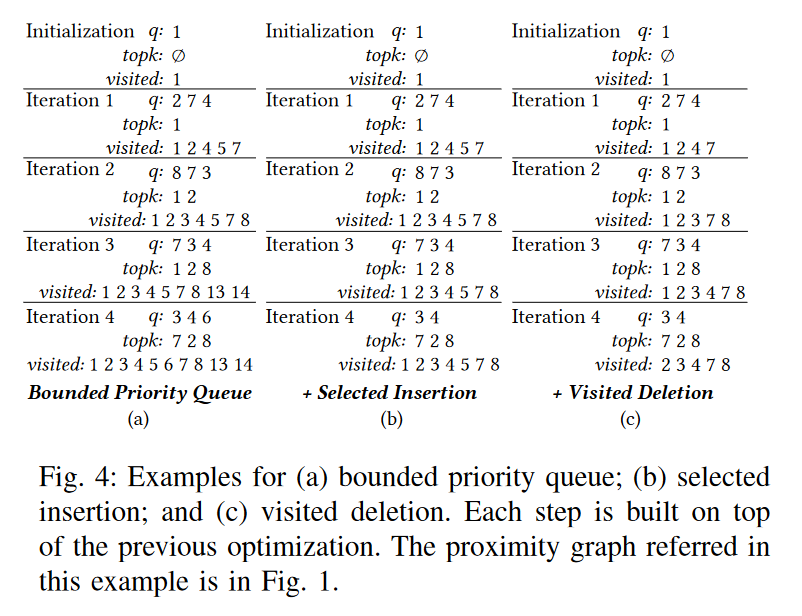 Initialization q: 1
topk: ∅
visited: 1
Iteration 1 q: 2 7 4
topk: 1
visited: 1 2 4 5 7
Iteration 2 q: 8 7 3
topk: 1 2
visited: 1 2 3 4 5 7 8
Iteration 3 q: 7 3 4
topk: 1 2 8
visited: 1 2 3 4 5 7 8 13 14
Iteration 4 q: 3 4 6
topk: 7 2 8
visited: 1 2 3 4 5 6 7 8 13 14
Bounded Priority Queue
(a)
Initialization q: 1
topk: ∅
visited: 1
Iteration 1 q: 2 7 4
topk: 1
visited: 1 2 4 5 7
Iteration 2 q: 8 7 3
topk: 1 2
visited: 1 2 3 4 5 7 8
Iteration 3 q: 7 3 4
topk: 1 2 8
visited: 1 2 3 4 5 7 8
Iteration 4 q: 3 4
topk: 7 2 8
visited: 1 2 3 4 5 7 8
+ Selected Insertion
(b)
Initialization q: 1
topk: ∅
visited: 1
Iteration 1 q: 2 7 4
topk: 1
visited: 1 2 4 7
Iteration 2 q: 8 7 3
topk: 1 2
visited: 1 2 3 7 8
Iteration 3 q: 7 3 4
topk: 1 2 8
visited: 1 2 3 4 7 8
Iteration 4 q: 3 4
topk: 7 2 8
visited: 2 3 4 7 8
+ Visited Deletion
(c)
Fig. 4: Examples for (a) bounded priority queue; (b) selected
insertion; and (c) visited deletion. Each step is built on top
of the previous optimization. The proximity graph referred in
this example is in Fig. 1.